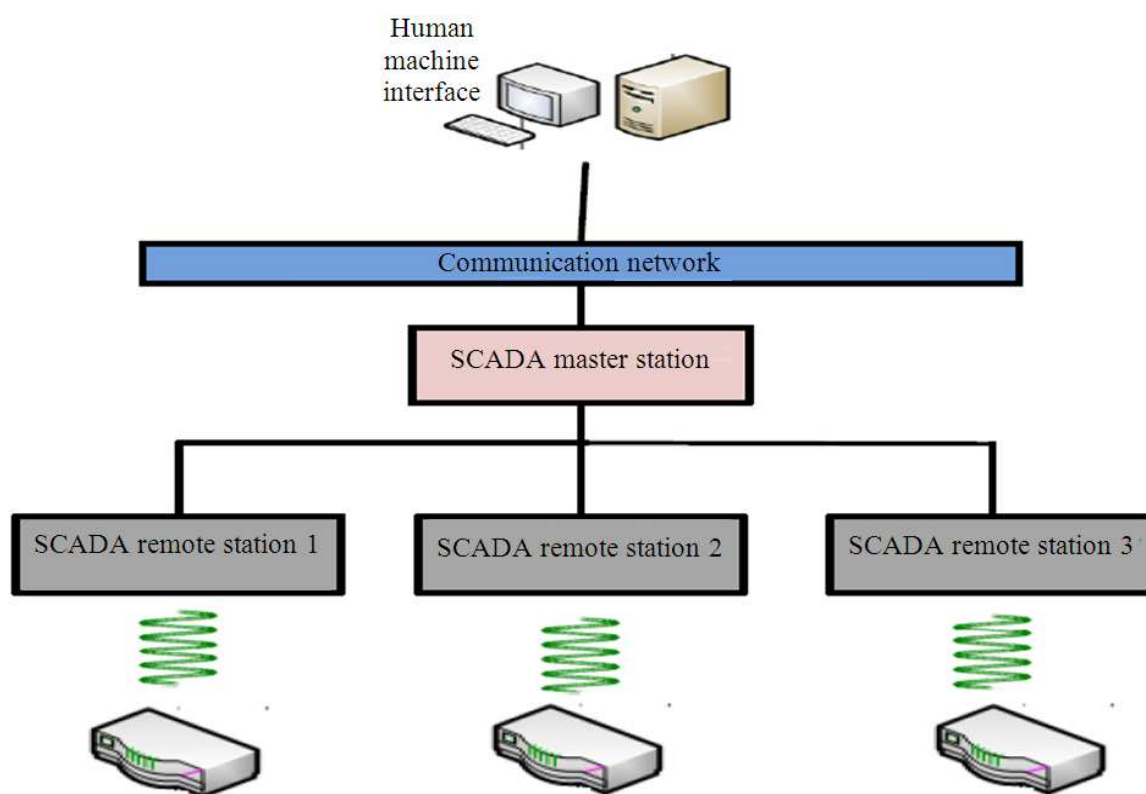 Human
machine
interface
Communication network
SCADA master station
SCADA remote station 1
SCADA remote station 2
SCADA remote station 3